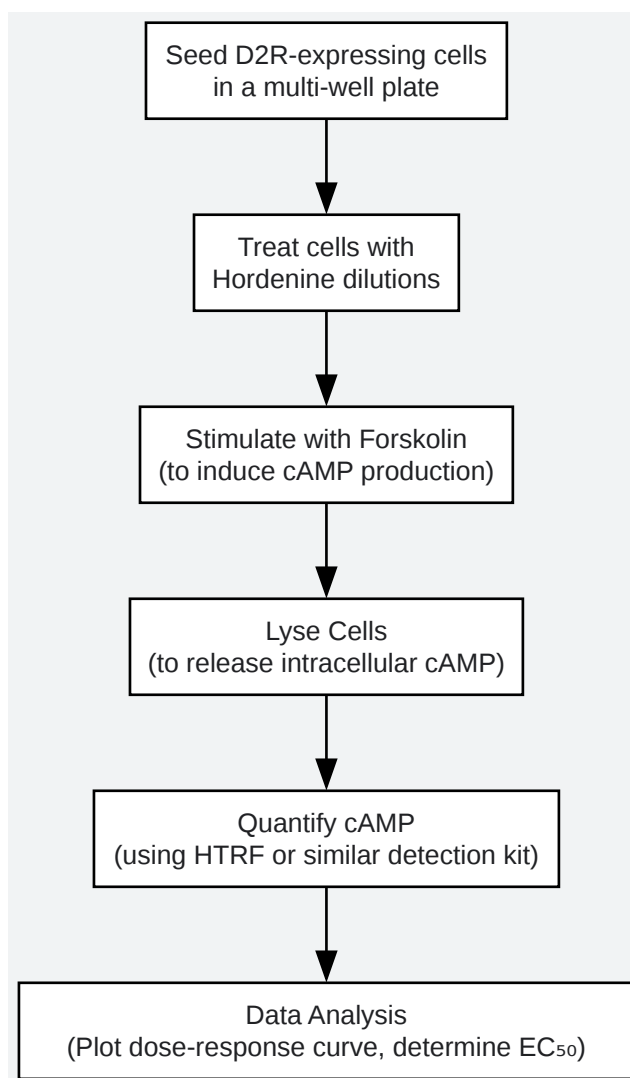 Seed D2R-expressing cells
in a multi-well plate
Treat cells with
Hordenine dilutions
Stimulate with Forskolin
(to induce cAMP production)
Lyse Cells
(to release intracellular cAMP)
Quantify cAMP
(using HTRF or similar detection kit)
Data Analysis
(Plot dose-response curve, determine EC₅₀)